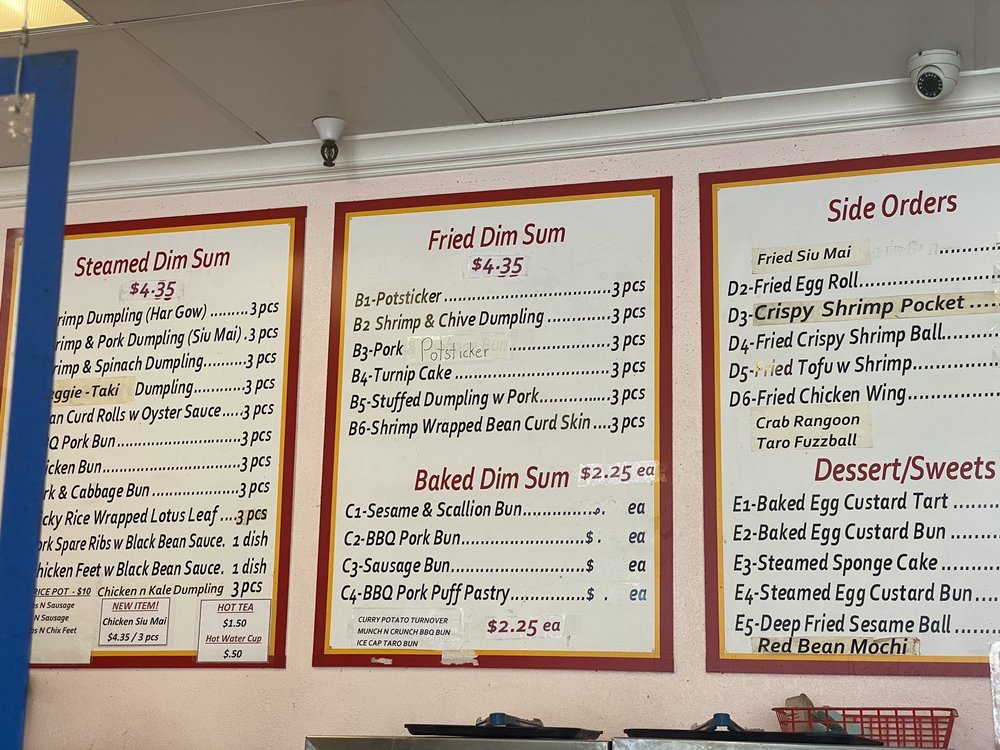 Steamed Dim Sum
$4.35
rimp Dumpling (Har Gow) .........3 pcs
rimp & Pork Dumpling (Siu Mai) .3 pcs
rimp & Spinach Dumpling............3 pcs
eggie - Taki Dumpling...........3 pcs
an Curd Rolls w Oyster Sauce.....3 pcs
Q Pork Bun..........................3 pcs
icken Bun............................3 pcs
rk & Cabbage Bun ..................3 pcs
cky Rice Wrapped Lotus Leaf ....3 pcs
ork Spare Ribs w Black Bean Sauce. 1 dish
hicken Feet w Black Bean Sauce. 1 dish
RICE POT - $10 Chicken n Kale Dumpling 3 pcs
bs N Sausage
N Sausage
bs N Chix Feet
NEW ITEM!
Chicken Siu Mai
$4.35 / 3 pcs
HOT TEA
$1.50
Hot Water Cup
$.50
Fried Dim Sum
$4.35
B1-Potsticker ...............................3 pcs
B2 Shrimp & Chive Dumpling ............3 pcs
B3-Pork Potsticker ..................3 pcs
B4-Turnip Cake .............................3 pcs
B5-Stuffed Dumpling w Pork..............3 pcs
B6-Shrimp Wrapped Bean Curd Skin ....3 pcs
Baked Dim Sum $2.25 ea
C1-Sesame & Scallion Bun.............. ea
C2-BBQ Pork Bun.......................$ . ea
C3-Sausage Bun.........................$ ea
C4-BBQ Pork Puff Pastry...............$ . ea
CURRY POTATO TURNOVER
MUNCH N CRUNCH BBQ BUN
ICE CAP TARO BUN
$2.25 ea
Side Orders
Fried Siu Mai ..........
D2-Fried Egg Roll......................
D3-Crispy Shrimp Pocket ....
D4-Fried Crispy Shrimp Ball.......
D5-Fried Tofu w Shrimp.............
D6-Fried Chicken Wing..............
Crab Rangoon
Taro Fuzzball
Dessert/Sweets
E1-Baked Egg Custard Tart .......
E2-Baked Egg Custard Bun .......
E3-Steamed Sponge Cake .........
E4-Steamed Egg Custard Bun....
E5-Deep Fried Sesame Ball .......
Red Bean Mochi